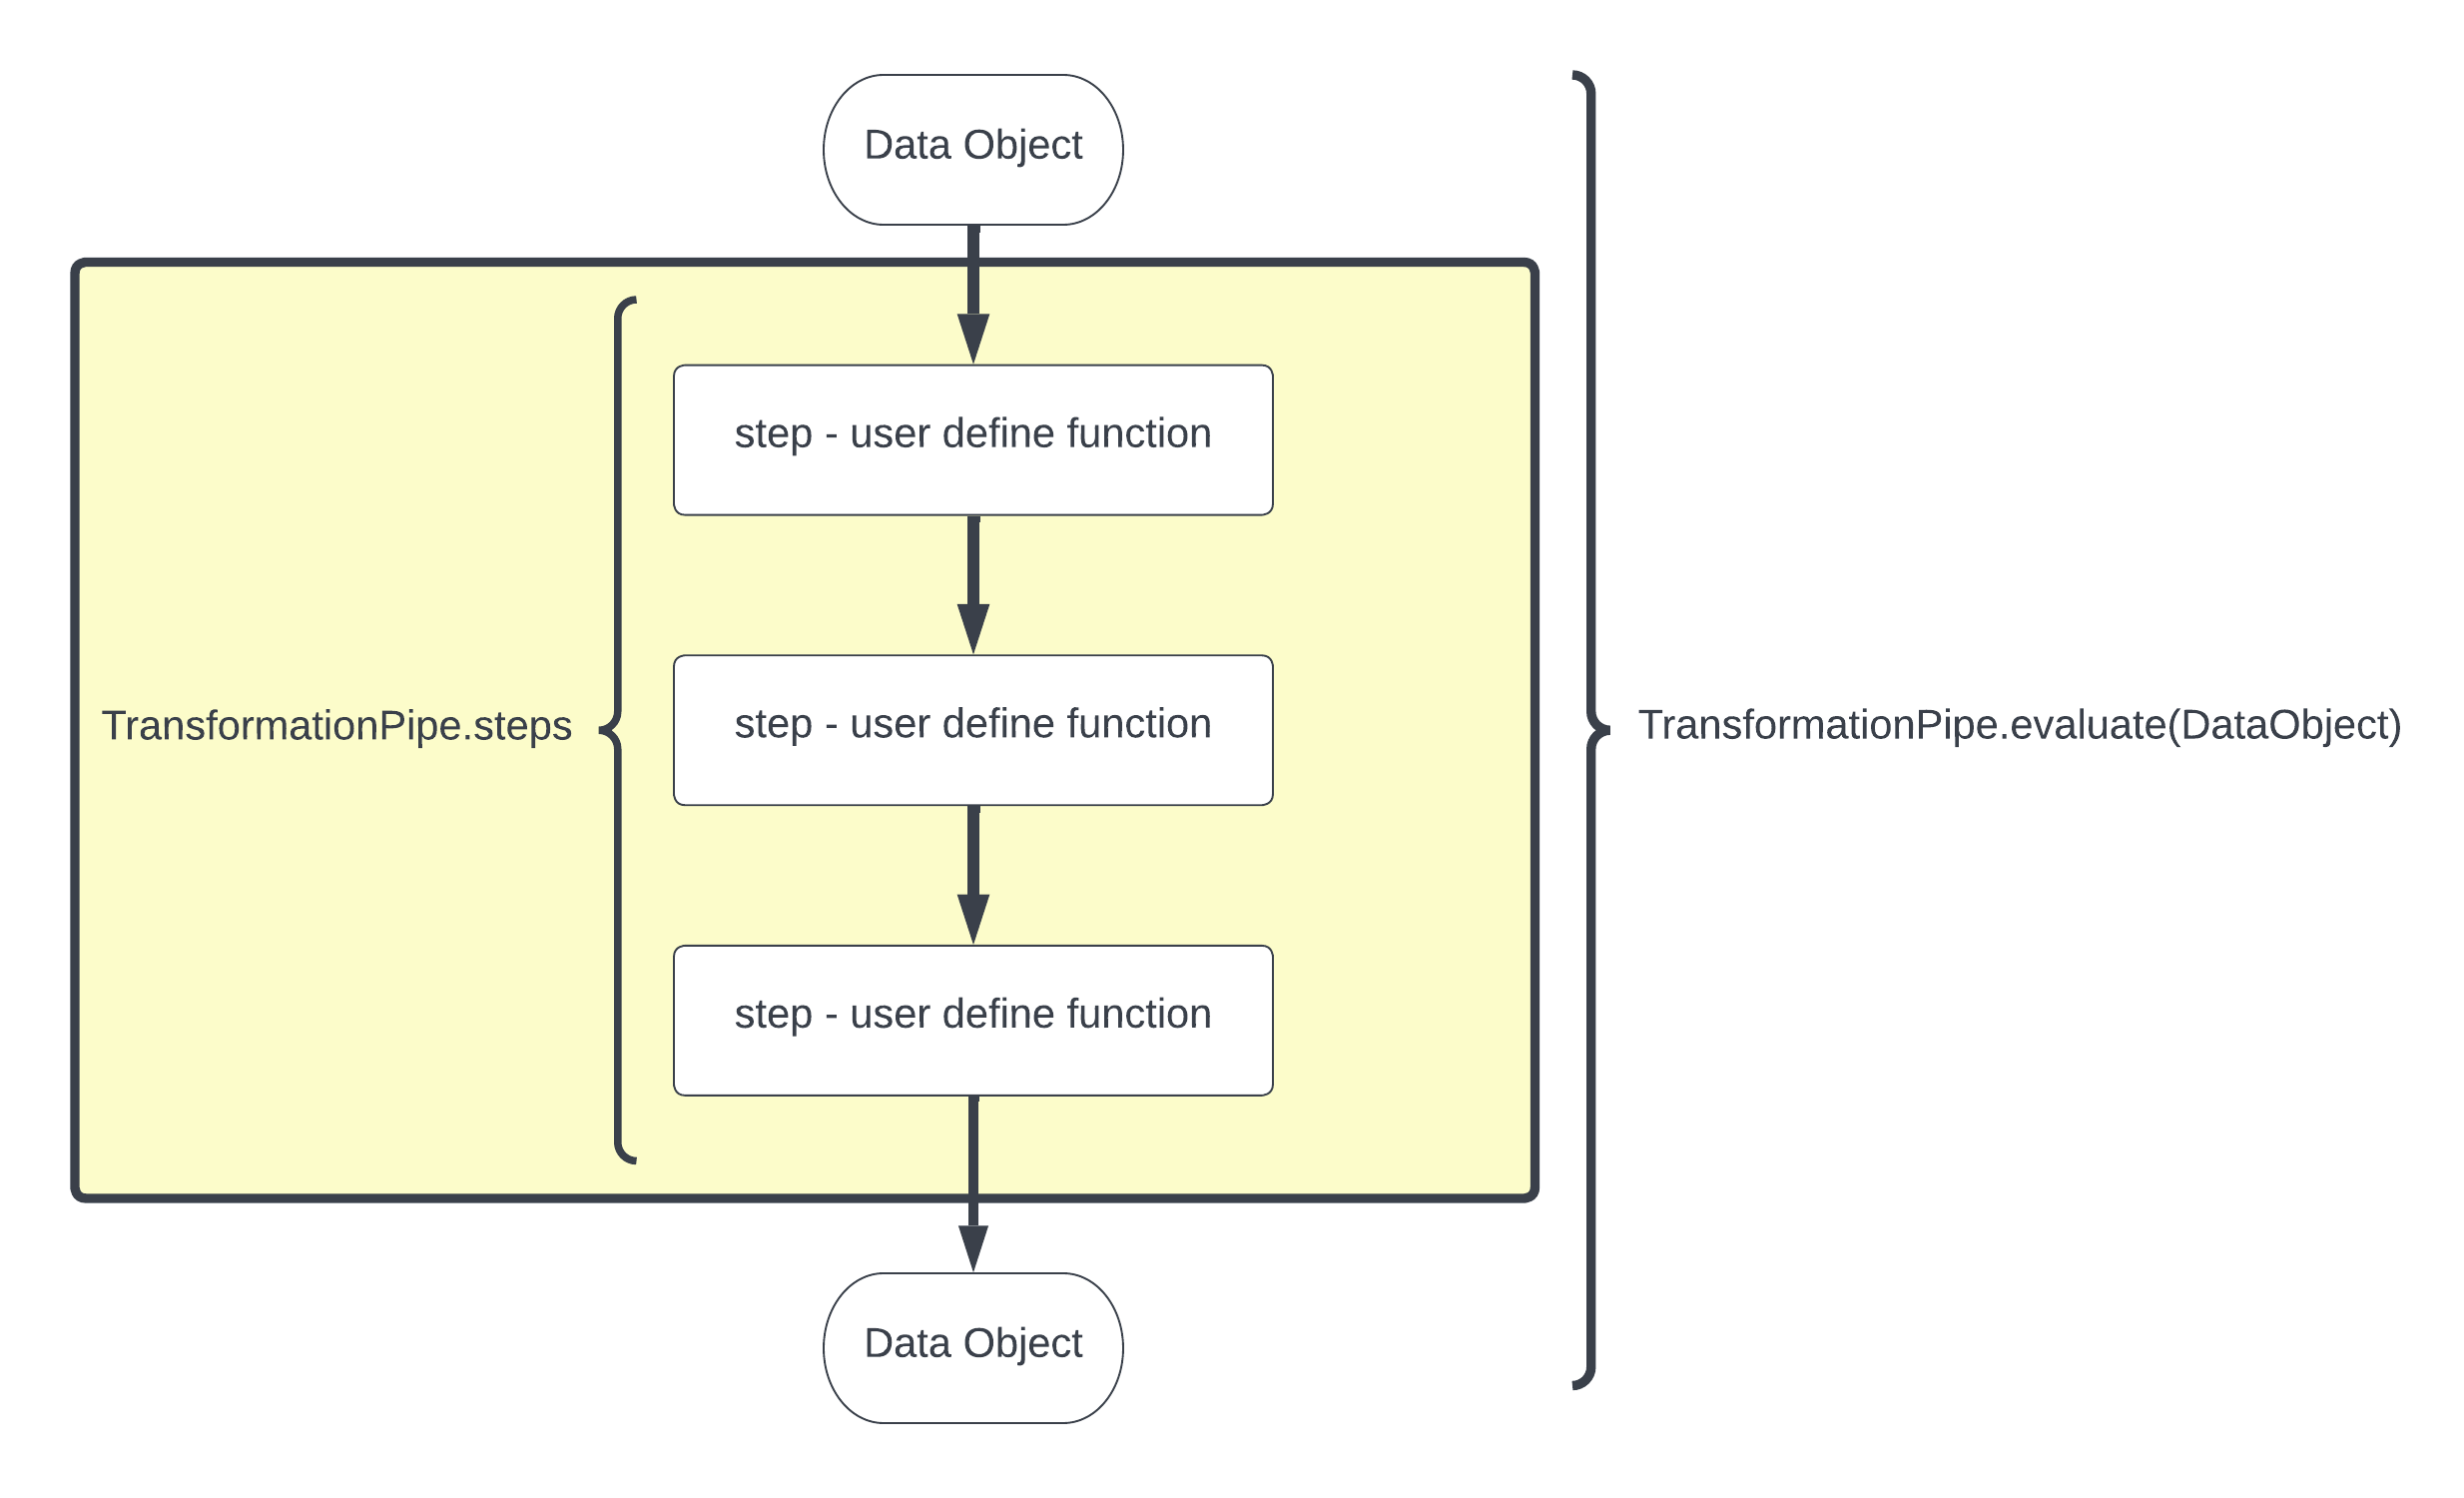 Data Object
step - user define function
TransformationPipe.steps
step - user define function
TransformationPipe.evaluate(DataObject)
step - user define function
Data Object